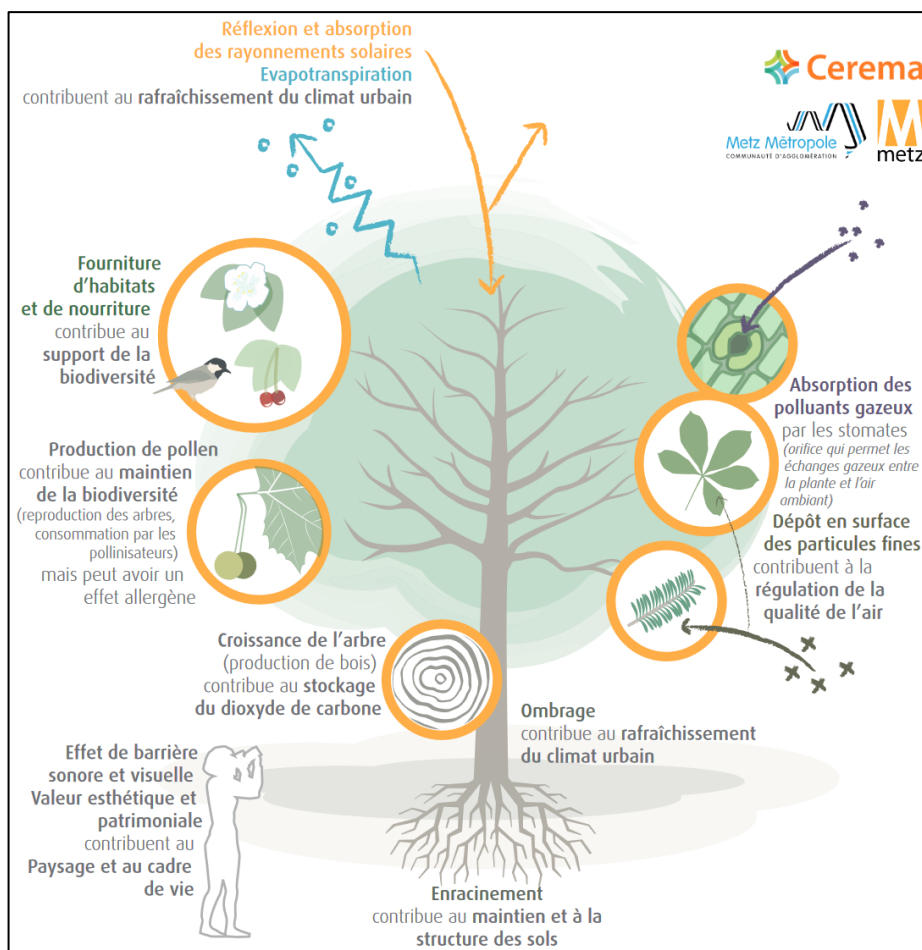 Réflexion et absorption
des rayonnements solaires
Evapotranspiration
contribuent au rafraîchissement du climat urbain
Cerema
Metz Métropole
COMMUNAUTÉ D'AGGLOMÉRATION
metz
Fourniture
d'habitats
et de nourriture
contribue au
support de la
biodiversité
Absorption des
polluants gazeux
par les stomates
(orifice qui permet les
échanges gazeux entre
la plante et l'air
ambiant)
Production de pollen
contribue au maintien
de la biodiversité
(reproduction des arbres,
consommation par les
pollinisateurs)
mais peut avoir un
effet allergène
Dépôt en surface
des particules fines
contribuent à la
régulation de la
qualité de l'air
Croissance de l'arbre
(production de bois)
contribue au stockage
du dioxyde de carbone
Ombrage
contribue au rafraîchissement
du climat urbain
Effet de barrière
sonore et visuelle
Valeur esthétique et
patrimoniale
contribuent au
Paysage et au cadre
de vie
Enracinement
contribue au maintien et à la
structure des sols